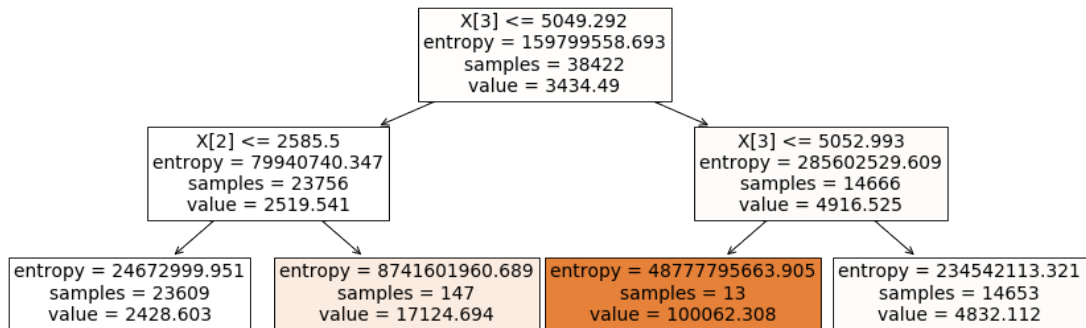 X[3] <= 5049.292
entropy = 159799558.693
samples = 38422
value = 3434.49
X[2] <= 2585.5
entropy = 79940740.347
samples = 23756
value = 2519.541
X[3] <= 5052.993
entropy = 285602529.609
samples = 14666
value = 4916.525
entropy = 24672999.951
samples = 23609
value = 2428.603
entropy = 8741601960.689
samples = 147
value = 17124.694
entropy = 48777795663.905
samples = 13
value = 100062.308
entropy = 234542113.321
samples = 14653
value = 4832.112